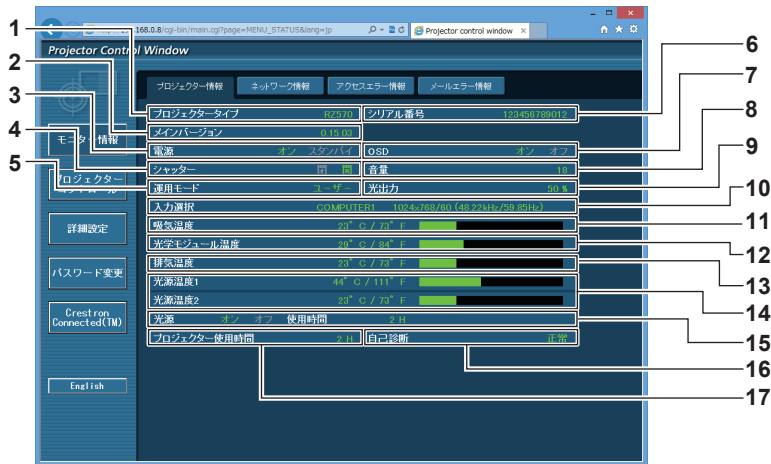 168.0.8/cgi-bin/main.cgi?page=MENU_STATUS&lang=jp
Projector control window
Projector Control Window
プロジェクター情報 ネットワーク情報 アクセスエラー情報 メールエラー情報
プロジェクタータイプ RZ570 シリアル番号 123456789012
メインバージョン 0.15.03
電源 オン スタンバイ OSD オン オフ
シャッター 閉 開 音量 18
運用モード ユーザー 光出力 50 %
入力選択 COMPUTER1 1024x768/60 (48.22kHz/59.85Hz)
吸気温度 23° C / 73° F
光学モジュール温度 29° C / 84° F
排気温度 23° C / 73° F
光源温度1 44° C / 111° F
光源温度2 23° C / 73° F
光源 オン オフ 使用時間 2 H
プロジェクター使用時間 2 H 自己診断 正常
モニター情報
プロジェクター
詳細設定
パスワード変更
Crestron
Connected(TM)
English
1
2
3
4
5
6
7
8
9
10
11
12
13
14
15
16
17